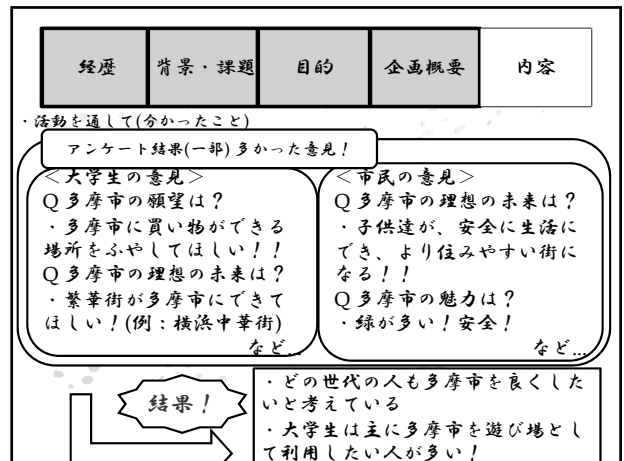 経歴 背景・課題 目的 企画概要 内容
・活動を通して(分かったこと)
アンケート結果(一部)多かった意見！
＜大学生の意見＞
Q多摩市の願望は？
・多摩市に買い物ができる
場所をふやしてほしい！！
Q多摩市の理想の未来は？
・繁華街が多摩市にできて
ほしい！(例：横浜中華街)
など…
＜市民の意見＞
Q多摩市の理想の未来は？
・子供達が、安全に生活に
でき、より住みやすい街に
なる！！
Q多摩市の魅力は？
・緑が多い！安全！
など…
結果！
・どの世代の人も多摩市を良くした
いと考えている
・大学生は主に多摩市を遊び場とし
て利用したい人が多い！